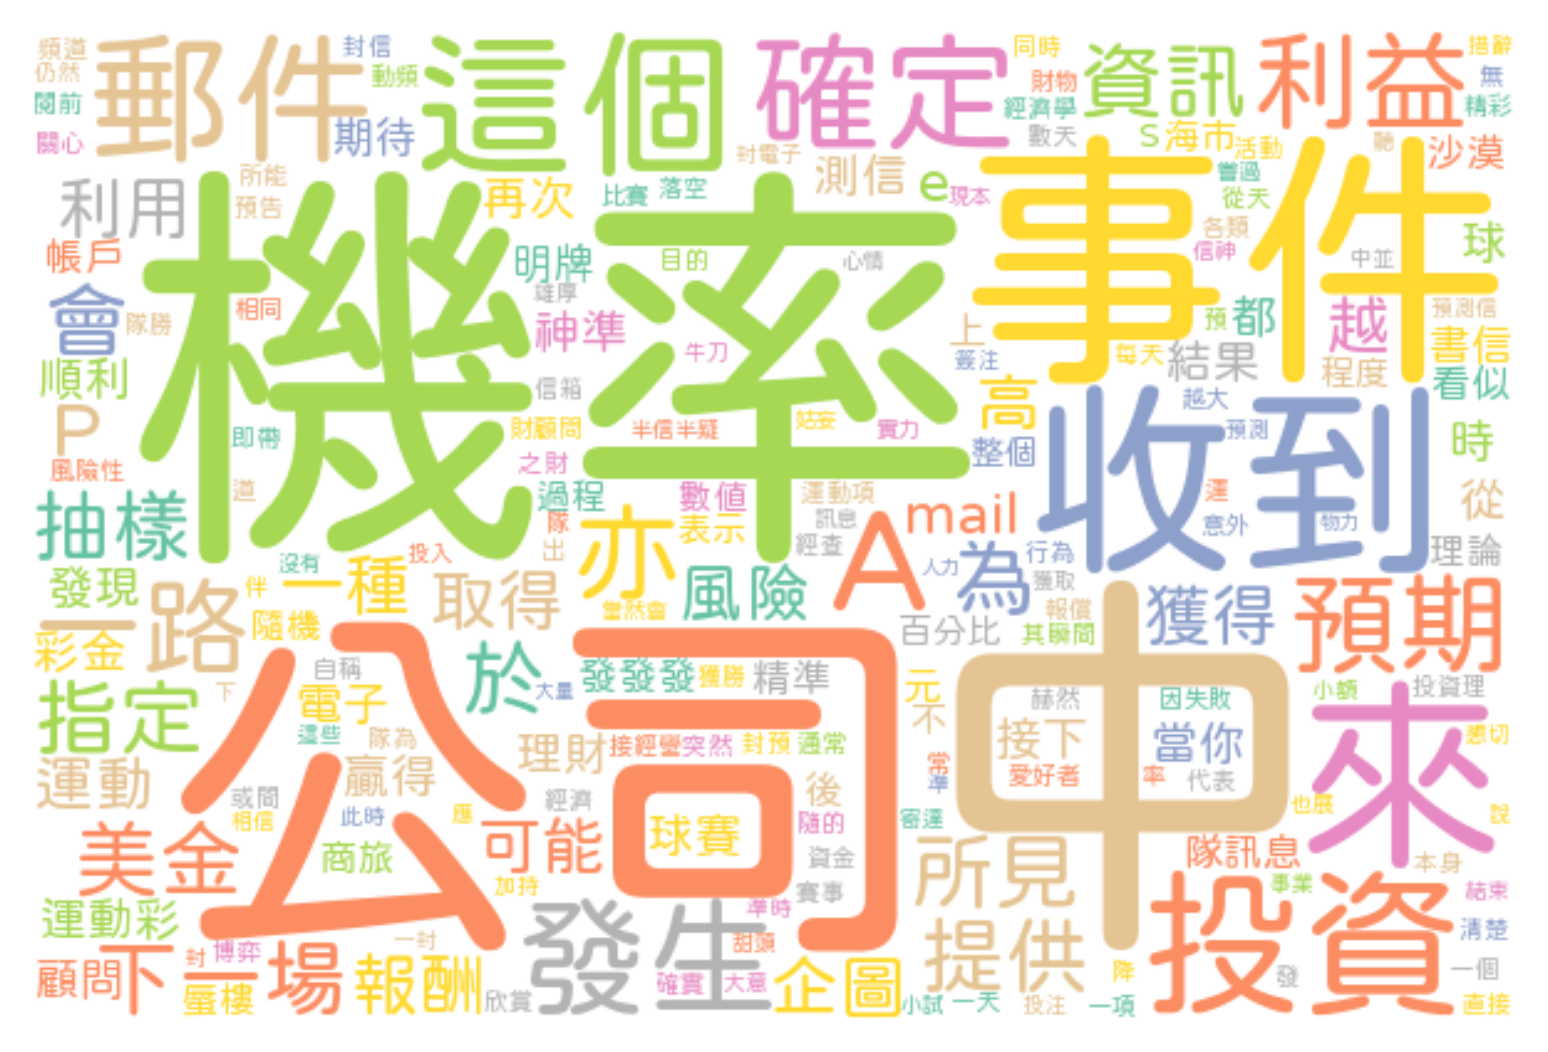 頻道
仍然
閱前
關心
郵件
封信
動頻
期待
這個
確定
同時
財物
經濟學
數天
資訊
利益
措辭
無
精彩
s
海市
活動
聽
沙漠
利用
所能
預告
再次
比賽
落空
封電子
測信
e
現本
嘗過
從天
各類
信神
中並
球
帳戶
機率
明牌
目的
心情
雄厚
事件
會
隊勝
相同
神準
牛刀
上
簽注
預
都
每天
結果
越
程度
預測信
書信
看似
順利
P
風險性
即帶
道
信箱
財顧問
半信半疑
姑妄
實力
高
整個
收到
越大
預測
時
從
之財
過程
數值
運動項
抽樣
隊
出
亦
表示
訊息
經查
A
mail
運
意外
物力
理論
發現
沒有
投入
伴
一種
取得
當然會
風險
人力
為
行為
獲取
報償
獲得
預期
一
路
隨機
百分比
其瞬間
彩金
自稱
於
大量
發發發
獲勝
精準
元
不
赫然
因失敗
小額
投資理
指定
下
電子
這些
隊為
公司
理財
接經營
突然
封預
通常
中
接下
愛好者
當你
率
代表
來
懇切
運動
贏得
或問
相信
此時
應
經濟
後
常
準
也展
說
美金
商旅
可能
球賽
隨的
密達
資金
賽事
所見
隊訊息
事業
本身
加持
運動彩
準時
甜頭
投資
結束
清楚
顧問
下
封
博弈
一
蜃樓
場
一封
報酬
欣賞
發生
確實
大意
企圖
提供
小試
一天
投注
降
一項
發
一個
直接